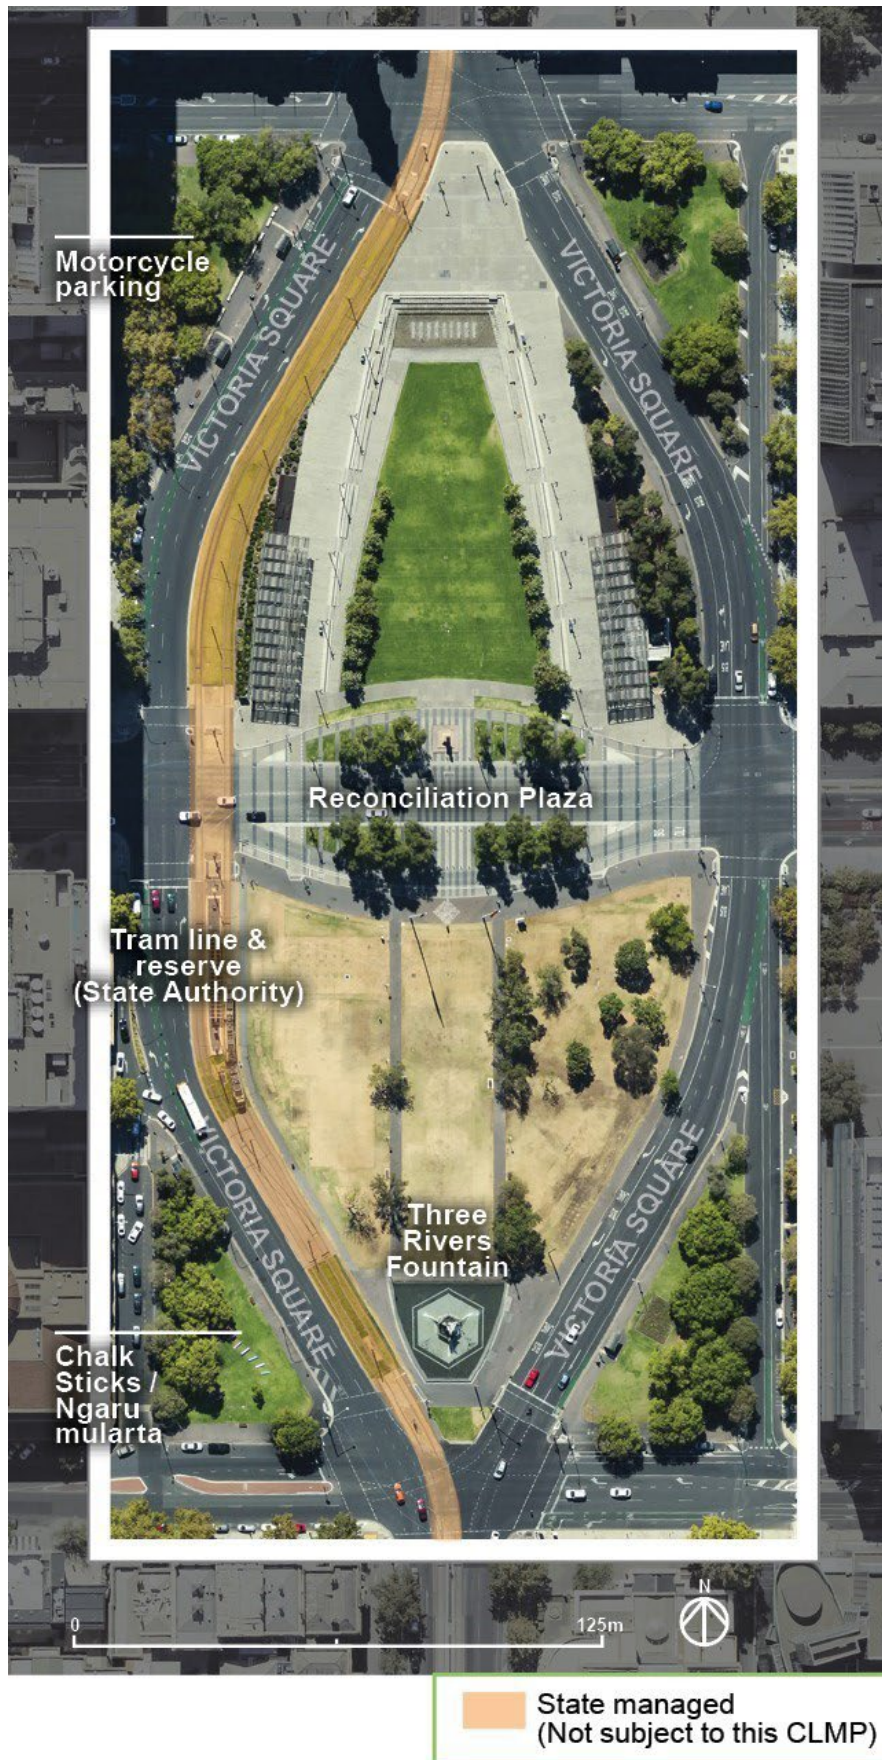 Motorcycle
parking
VICTORIA SQUARE
VICTORIA SQUARE
Reconciliation Plaza
Tram line &
reserve
(State Authority)
VICTORIA SQUARE
VICTORIA SQUARE
Three
Rivers
Fountain
Chalk
Sticks /
Ngaru
mularta
N
0
125m
State managed
(Not subject to this CLMP)